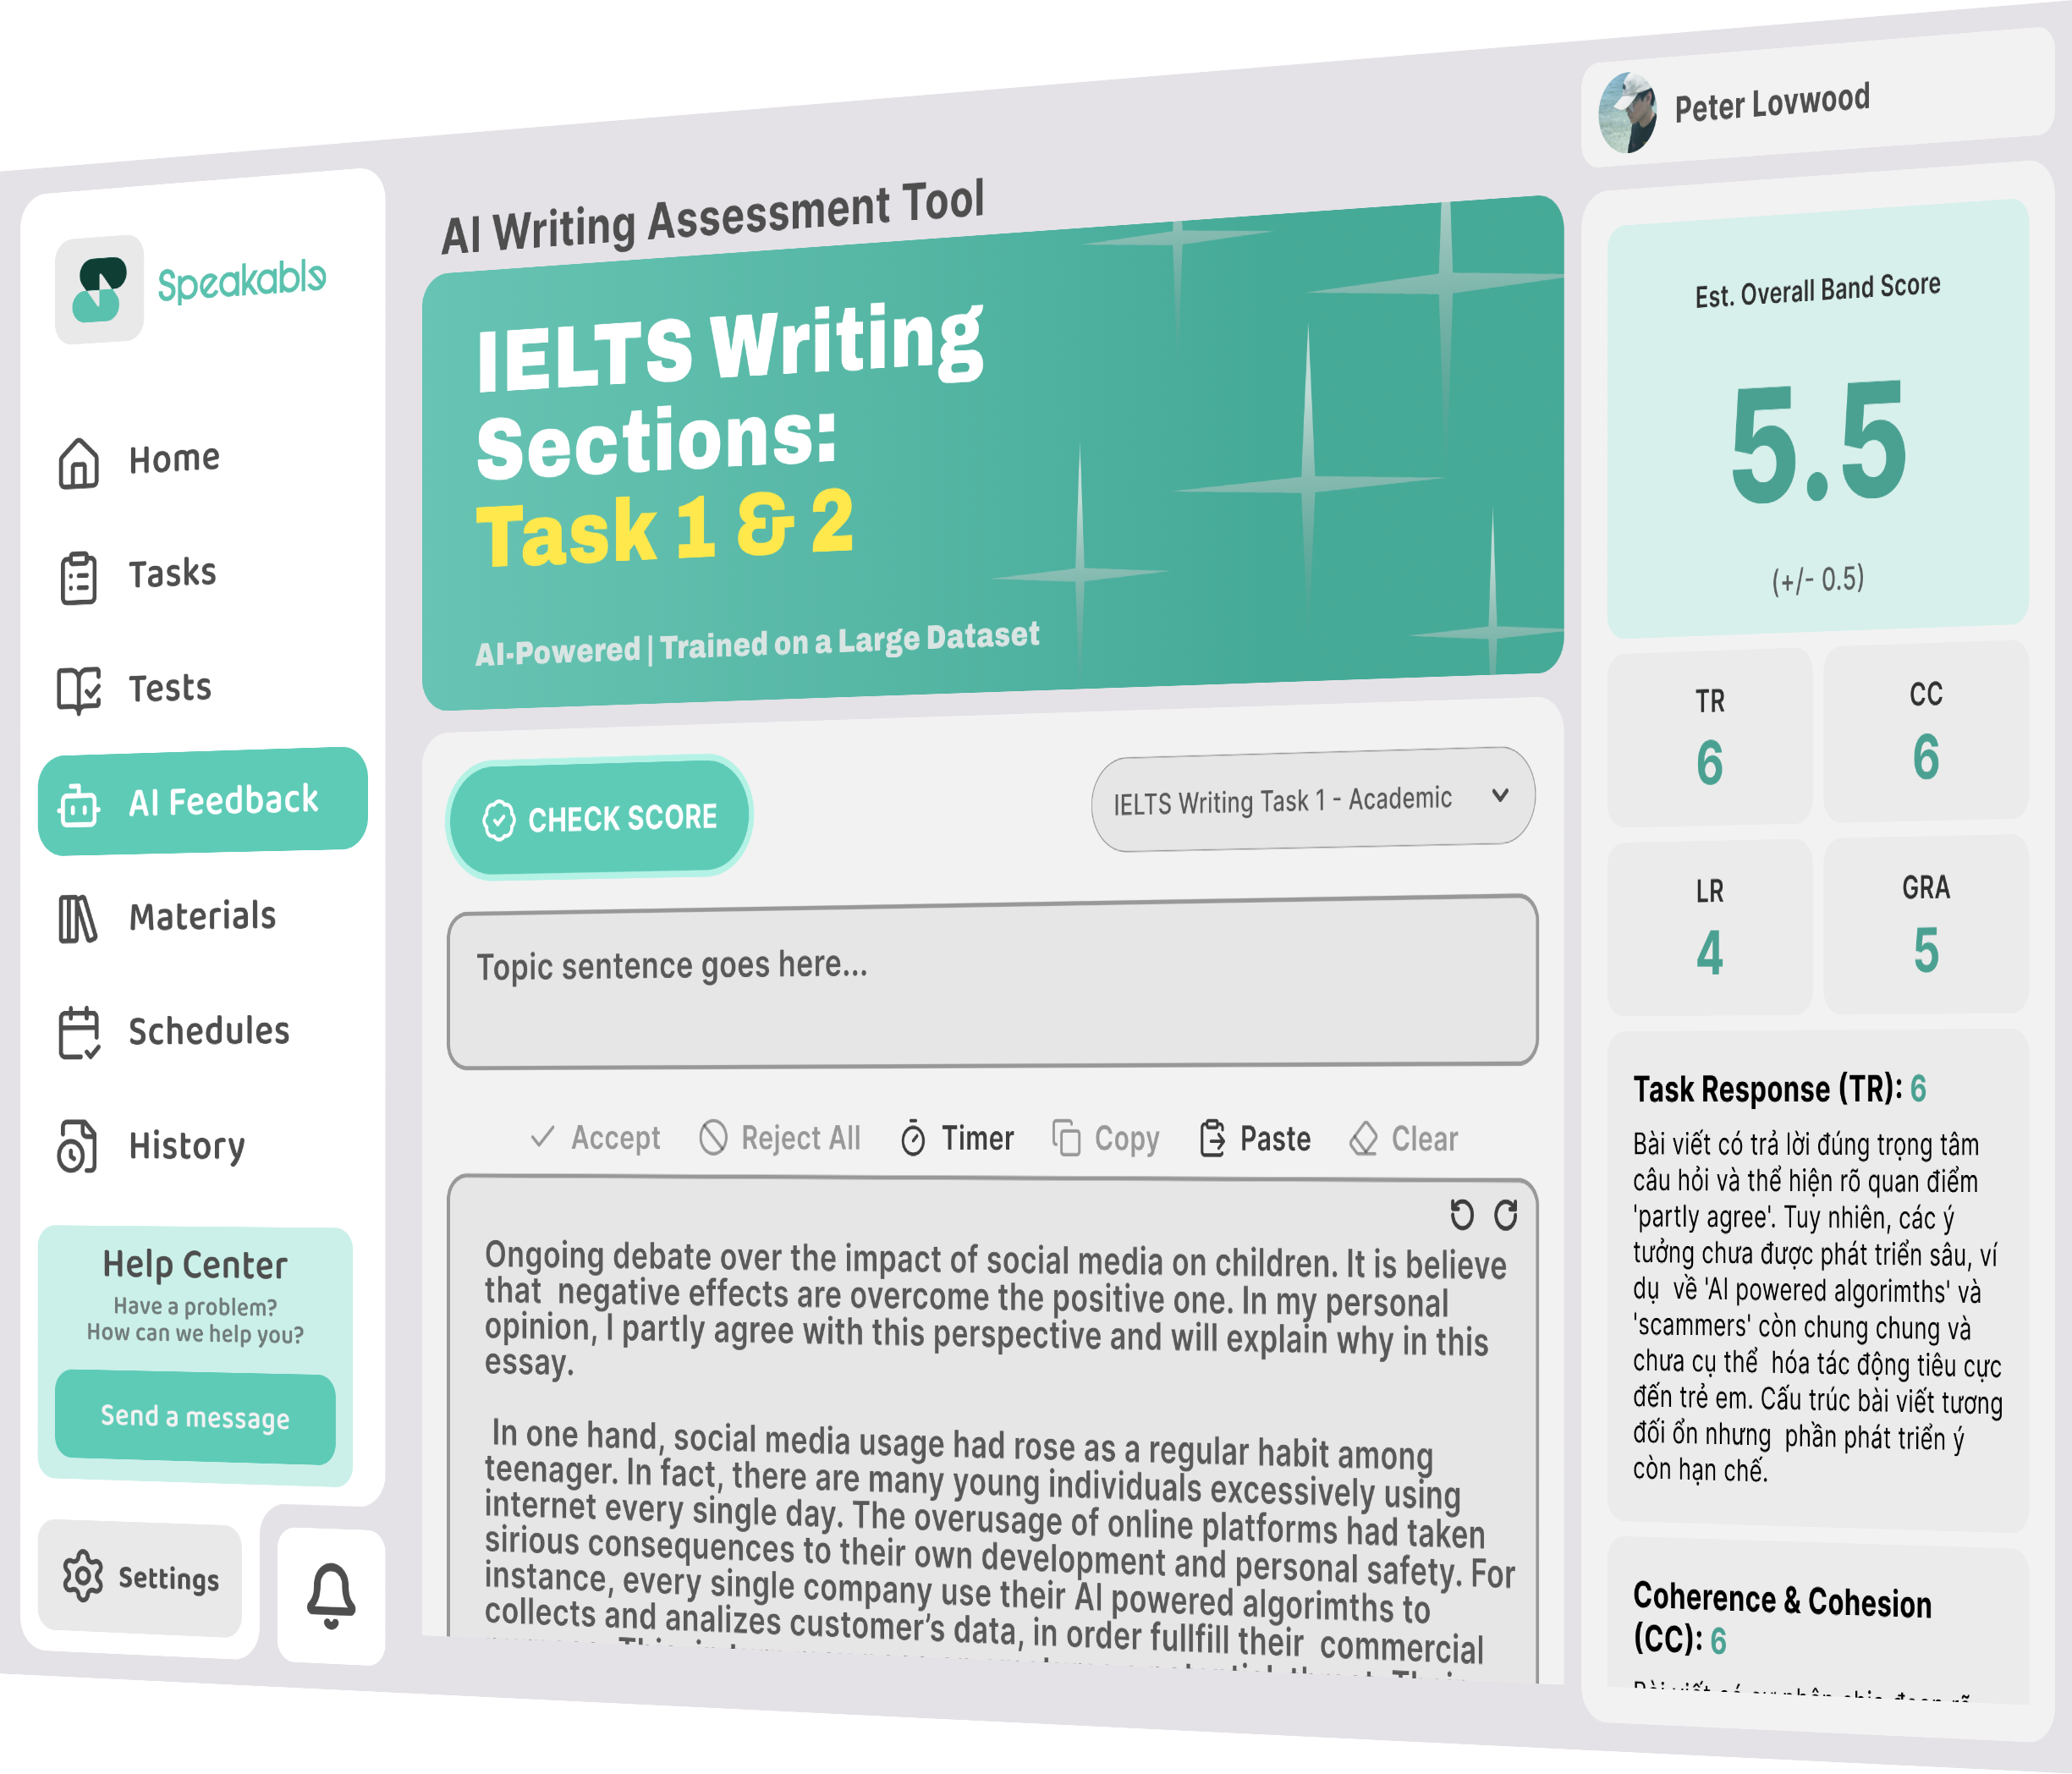 Speakable
Home
Tasks
Tests
AI Feedback
Materials
Schedules
History
Help Center
Have a problem?
How can we help you?
Send a message
Settings
AI Writing Assessment Tool
IELTS Writing
Sections:
Task 1 & 2
AI-Powered | Trained on a Large Dataset
CHECK SCORE
IELTS Writing Task 1 - Academic
Topic sentence goes here...
Accept Reject All Timer Copy Paste Clear
Ongoing debate over the impact of social media on children. It is believe
that negative effects are overcome the positive one. In my personal
opinion, I partly agree with this perspective and will explain why in this
essay.
In one hand, social media usage had rose as a regular habit among
teenager. In fact, there are many young individuals excessively using
internet every single day. The overusage of online platforms had taken
sirious consequences to their own development and personal safety. For
instance, every single company use their AI powered algorimths to
collects and analizes customer’s data, in order fullfill their commercial
Peter Lovwood
Est. Overall Band Score
5.5
(+/- 0.5)
TR
6
CC
6
LR
4
GRA
5
Task Response (TR): 6
Bài viết có trả lời đúng trọng tâm
câu hỏi và thể hiện rõ quan điểm
'partly agree'. Tuy nhiên, các ý
tưởng chưa được phát triển sâu, ví
dụ về 'AI powered algorimths' và
'scammers' còn chung chung và
chưa cụ thể hóa tác động tiêu cực
đến trẻ em. Cấu trúc bài viết tương
đối ổn nhưng phần phát triển ý
còn hạn chế.
Coherence & Cohesion
(CC): 6